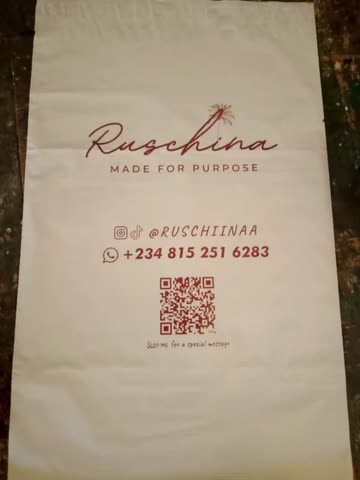 Ruschina
MADE FOR PURPOSE
@RUSCHIINAA
+234 815 251 6283
Scan me for a special message